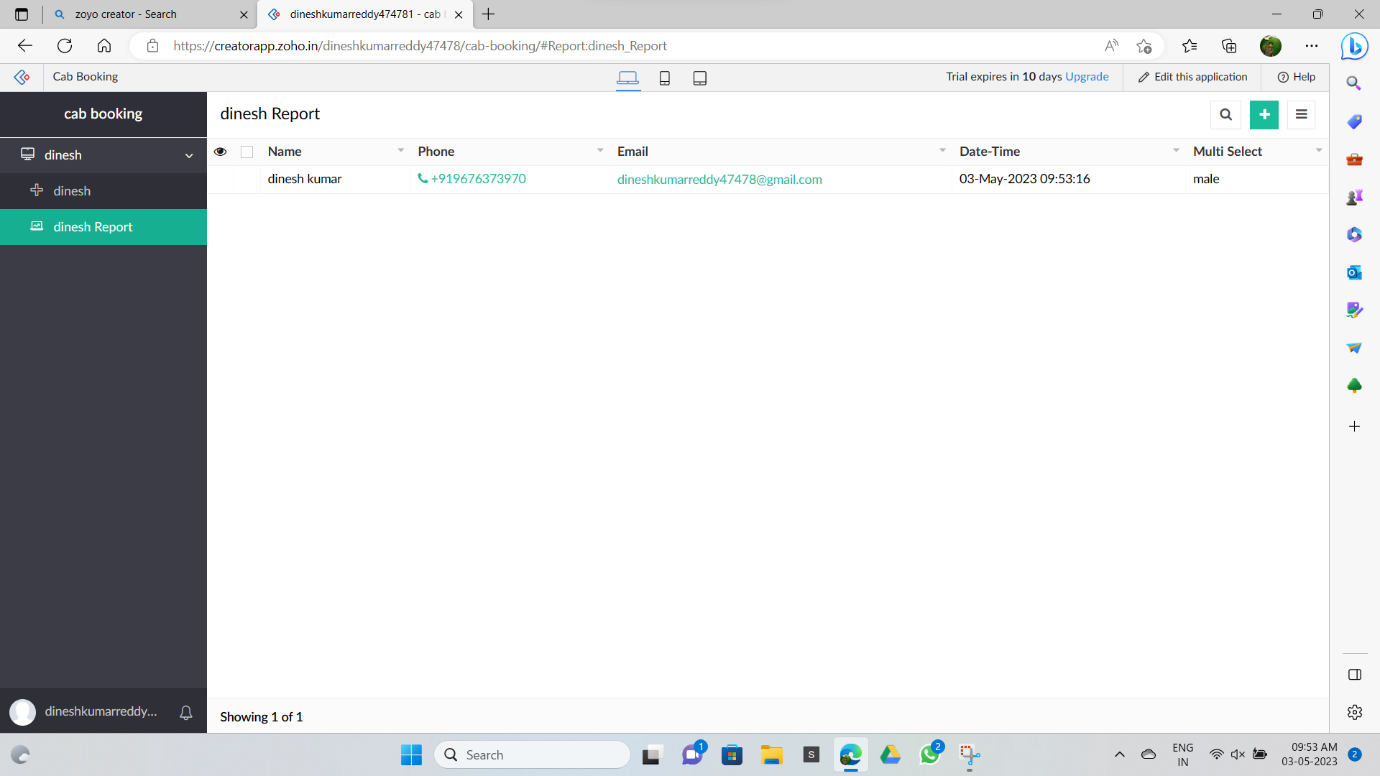 zoyo creator - Search
dineshkumarreddy474781 - cab
https://creatorapp.zoho.in/dineshkumarreddy47478/cab-booking/#Report:dinesh_Report
Cab Booking
Trial expires in 10 days Upgrade
Edit this application
Help
cab booking
dinesh
dinesh
dinesh Report
dinesh Report
Name Phone Email Date-Time Multi Select
dinesh kumar +919676373970 dineshkumarreddy47478@gmail.com 03-May-2023 09:53:16 male
Showing 1 of 1
dineshkumarreddy...
Search
1
S
2
ENG
IN
09:53 AM
03-05-2023
2